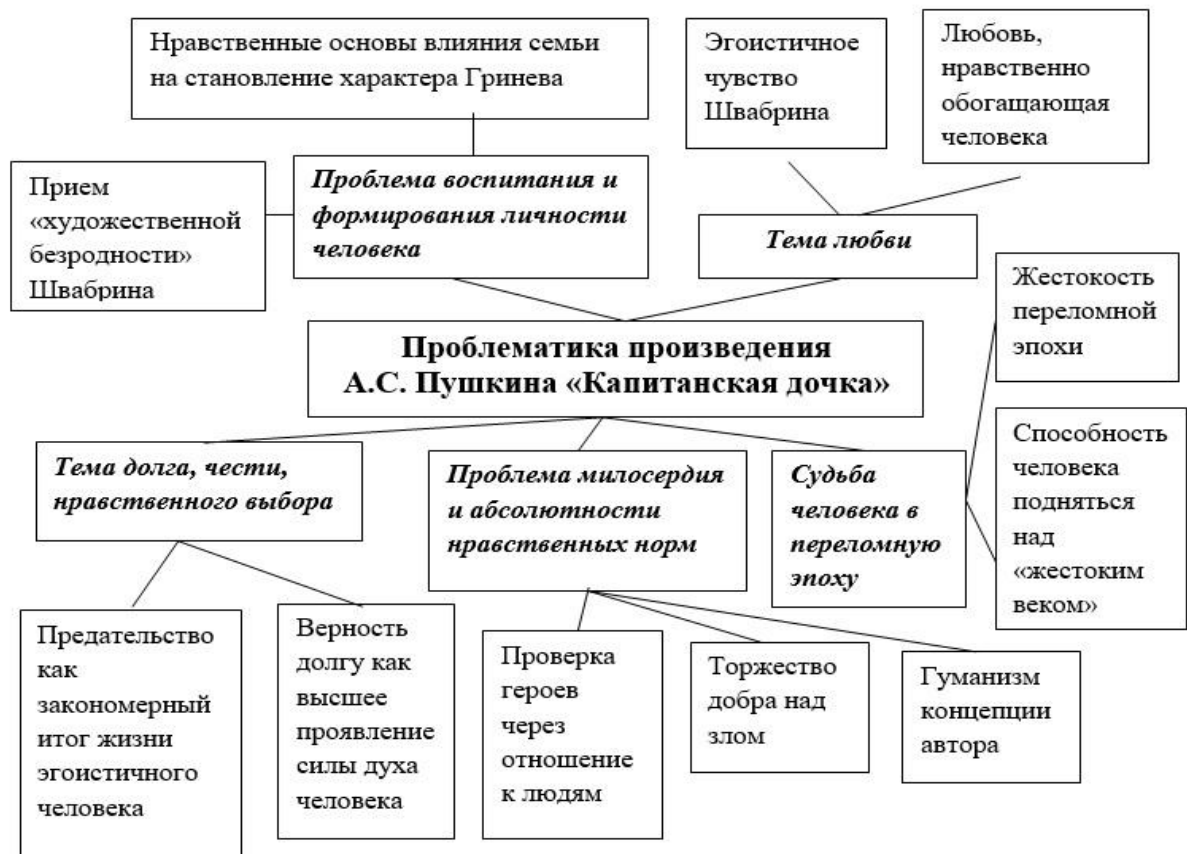 Нравственные основы влияния семьи
на становление характера Гринева
Эгоистичное
чувство
Швабрина
Любовь,
нравственно
обогащающая
человека
Прием
«художественной
безродности»
Швабрина
Проблема воспитания и
формирования личности
человека
Тема любви
Жестокость
переломной
эпохи
Проблематика произведения
А.С. Пушкина «Капитанская дочка»
Способность
человека
подняться
над
«жестоким
веком»
Тема долга, чести,
нравственного выбора
Проблема милосердия
и абсолютности
нравственных норм
Судьба
человека в
переломную
эпоху
Предательство
как
закономерный
итог жизни
эгоистичного
человека
Верность
долгу как
высшее
проявление
силы духа
человека
Проверка
героев
через
отношение
к людям
Торжество
добра над
злом
Гуманизм
концепции
автора